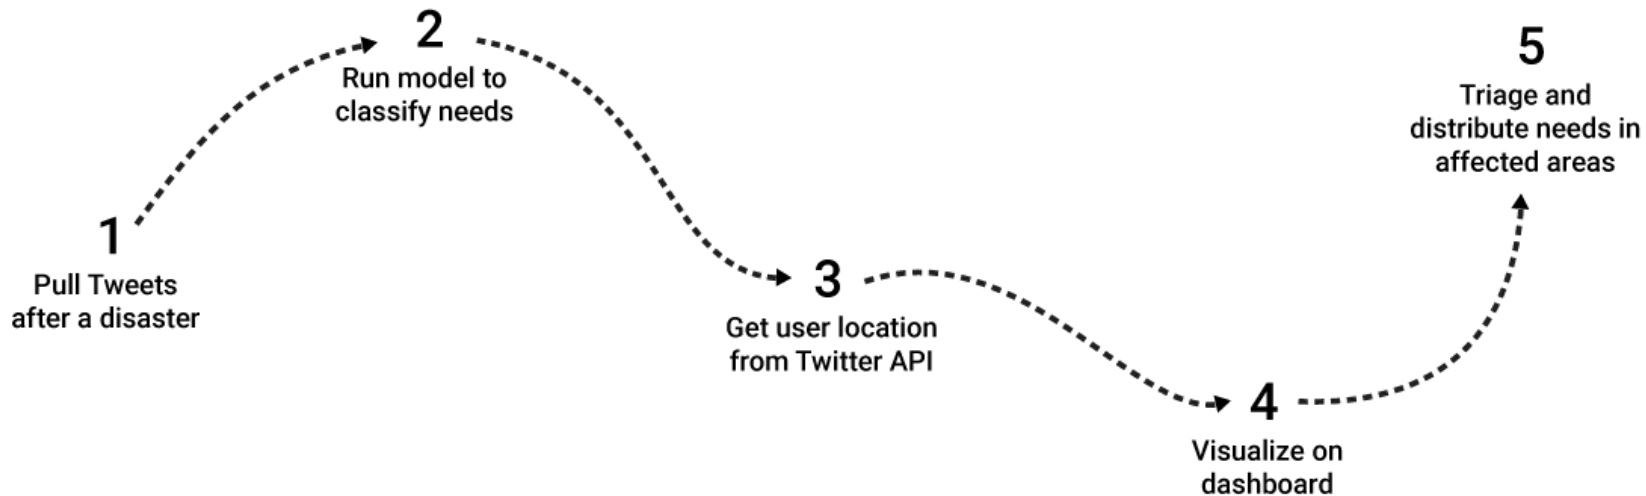 1
Pull Tweets
after a disaster
2
Run model to
classify needs
3
Get user location
from Twitter API
4
Visualize on
dashboard
5
Triage and
distribute needs in
affected areas